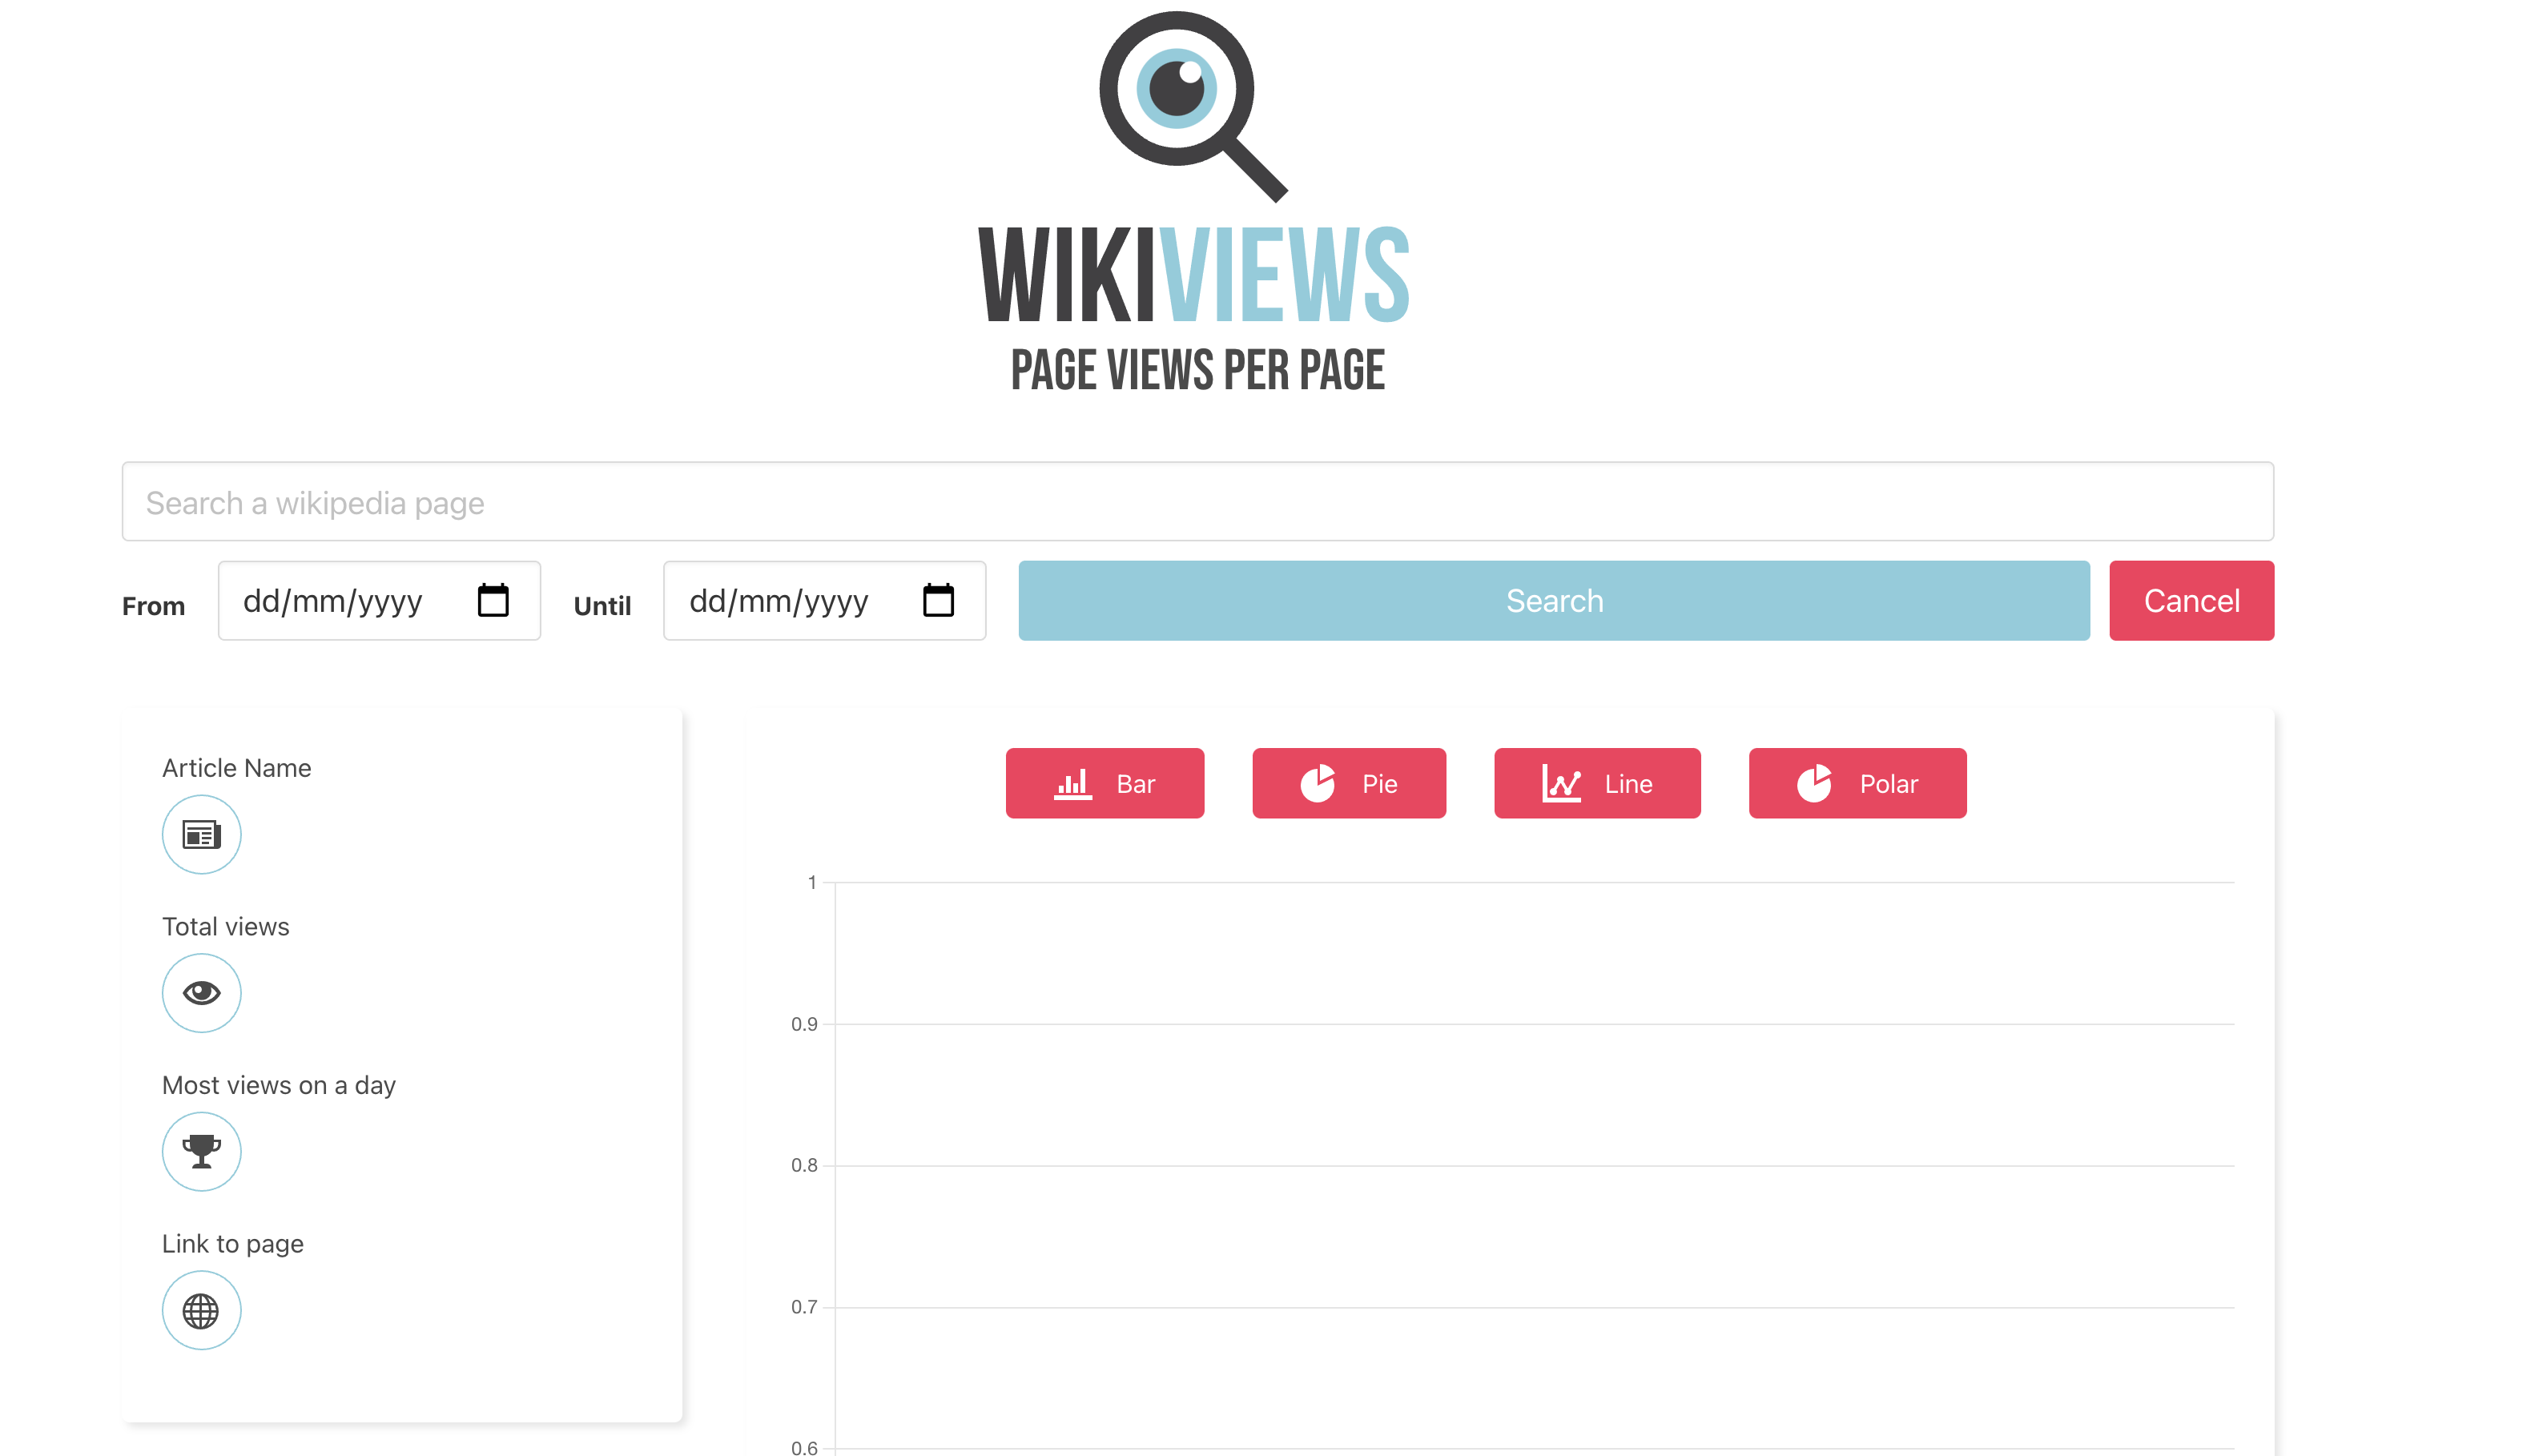 WIKIVIEWS
PAGE VIEWS PER PAGE
Search a wikipedia page
From dd/mm/yyyy Until dd/mm/yyyy Search Cancel
Article Name
Total views
Most views on a day
Link to page
Bar Pie Line Polar
1
0.9
0.8
0.7
0.6